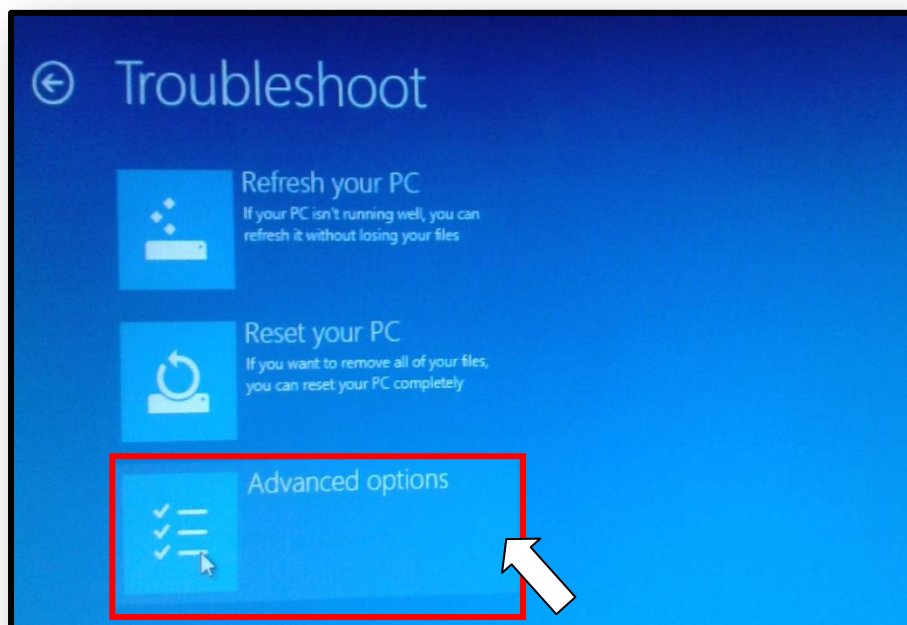 Troubleshoot
Refresh your PC
If your PC isn't running well, you can
refresh it without losing your files
Reset your PC
If you want to remove all of your files,
you can reset your PC completely
Advanced options